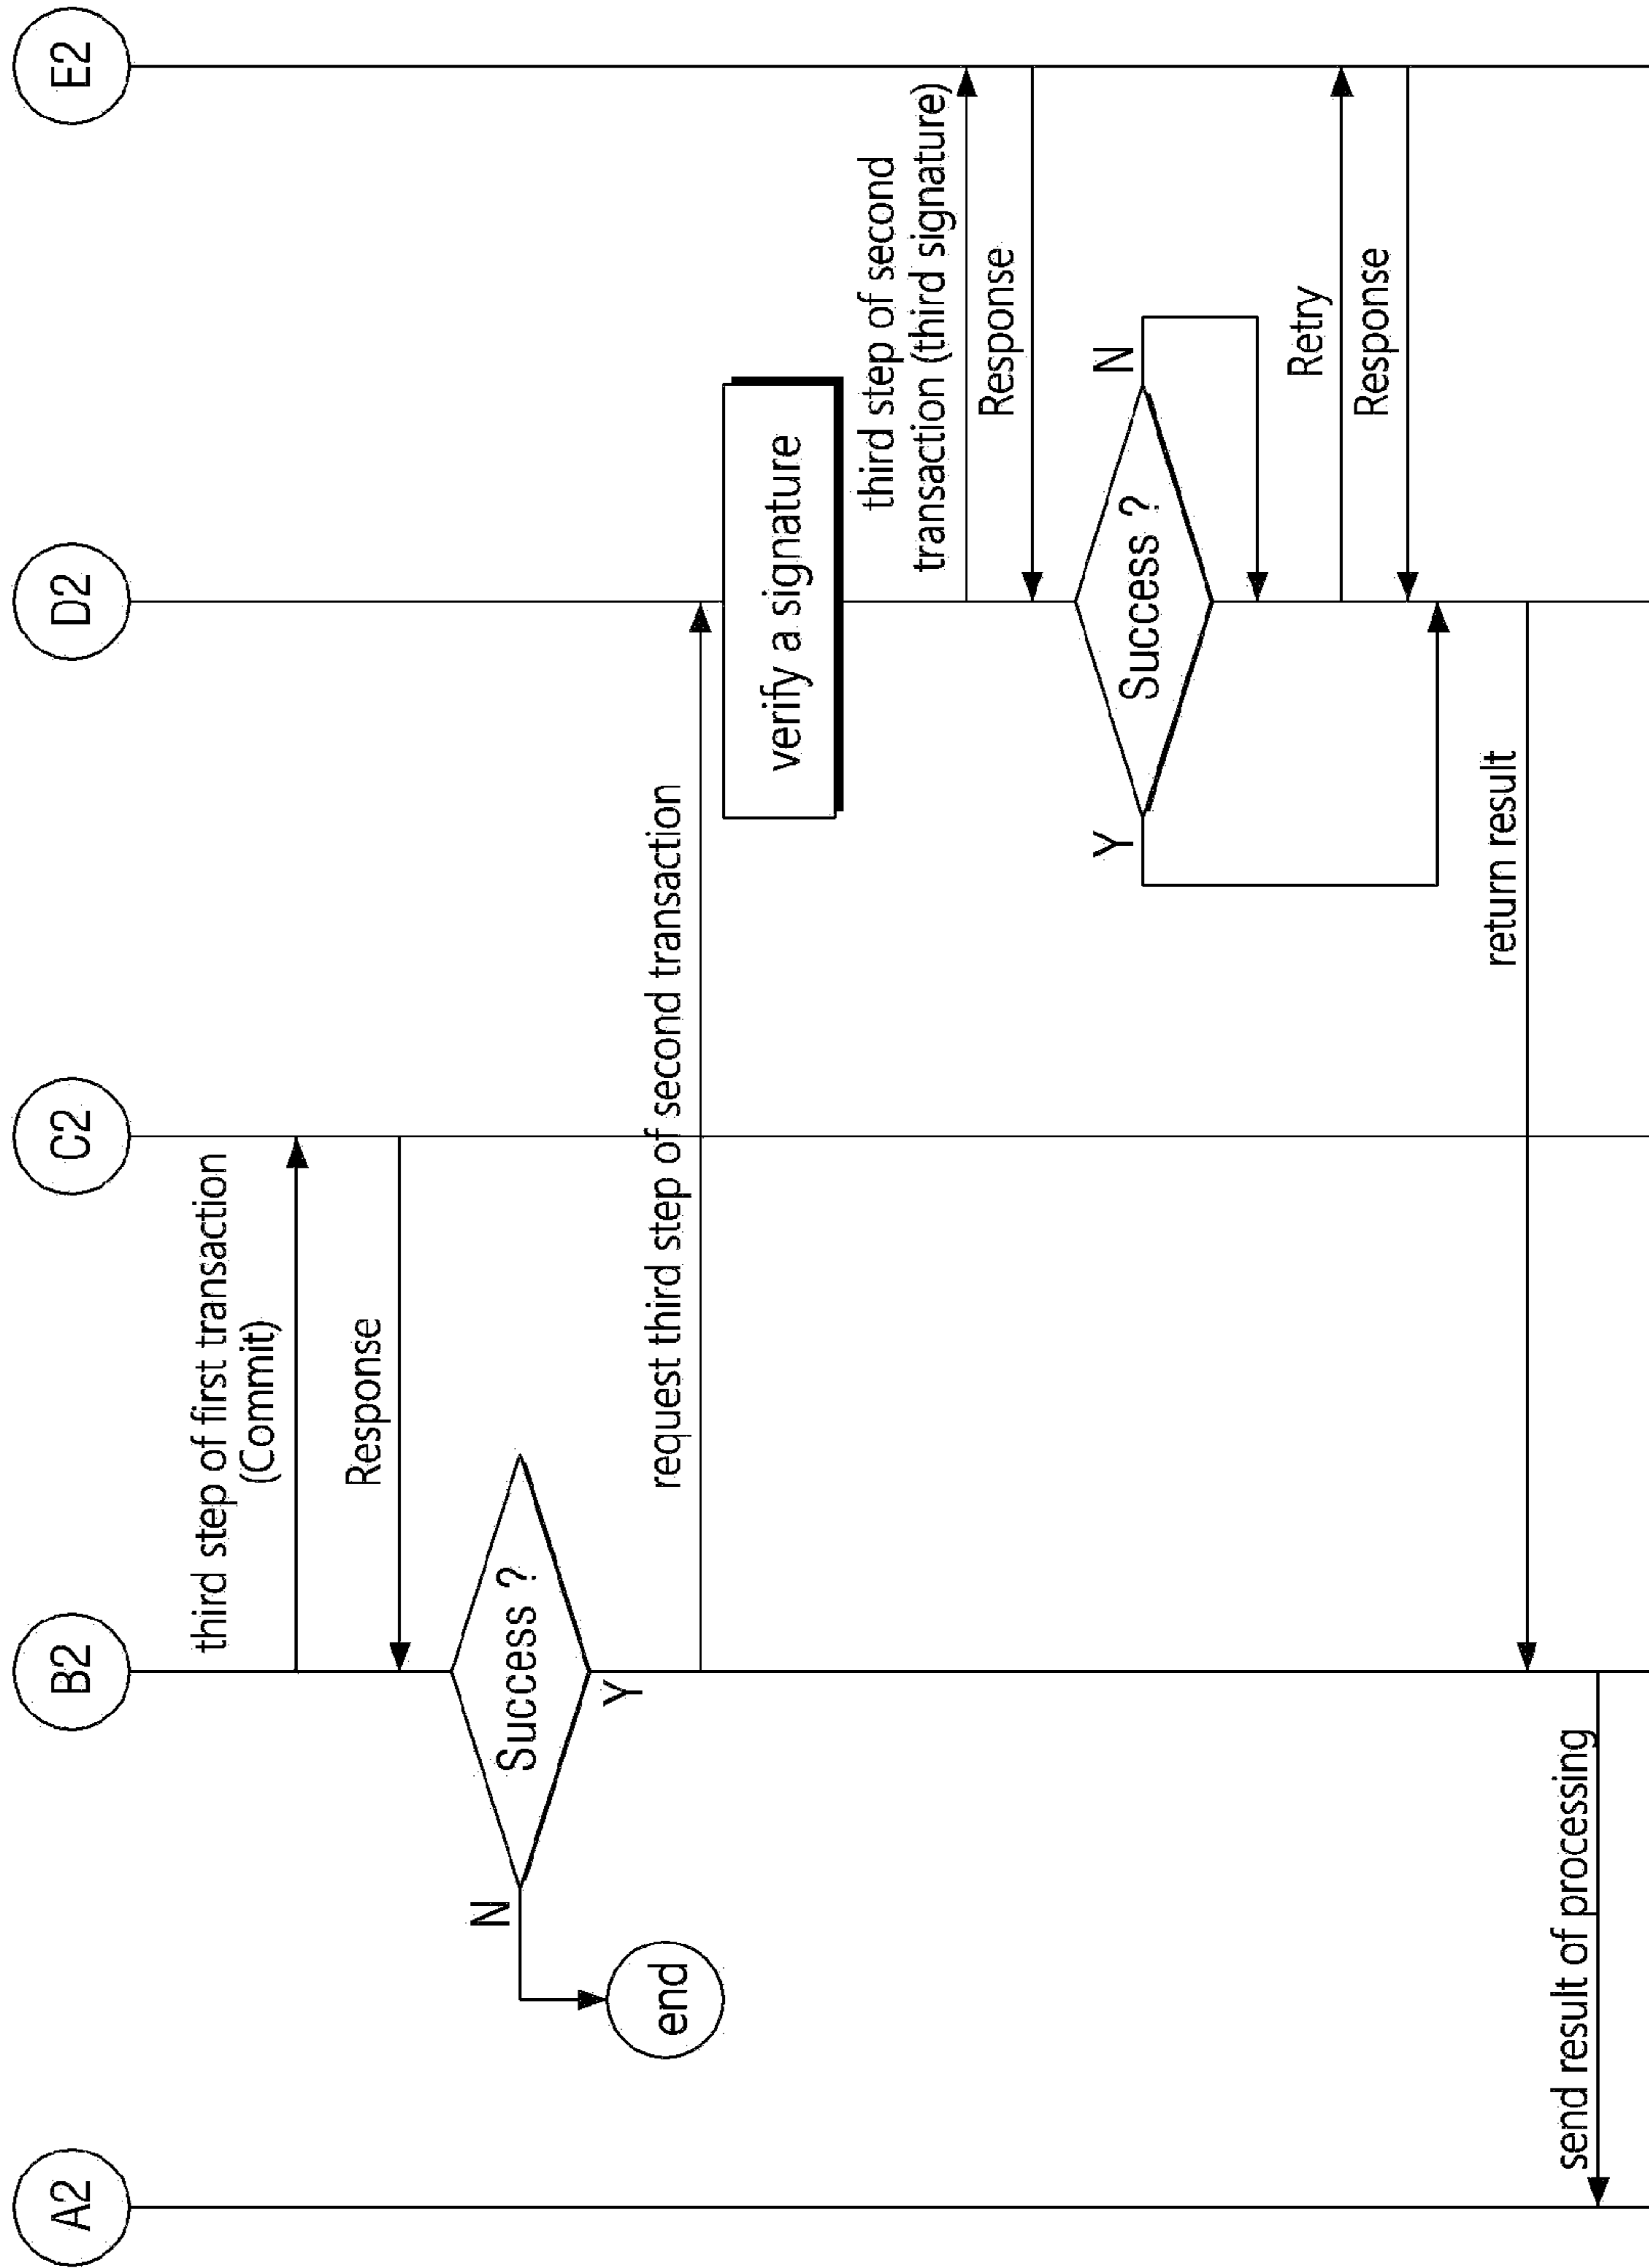 A2
B2
C2
D2
E2
third step of first transaction
(Commit)
Response
Success ?
N
Y
end
request third step of second transaction
verify a signature
third step of second
transaction (third signature)
Response
Success ?
Y
N
Retry
Response
return result
send result of processing